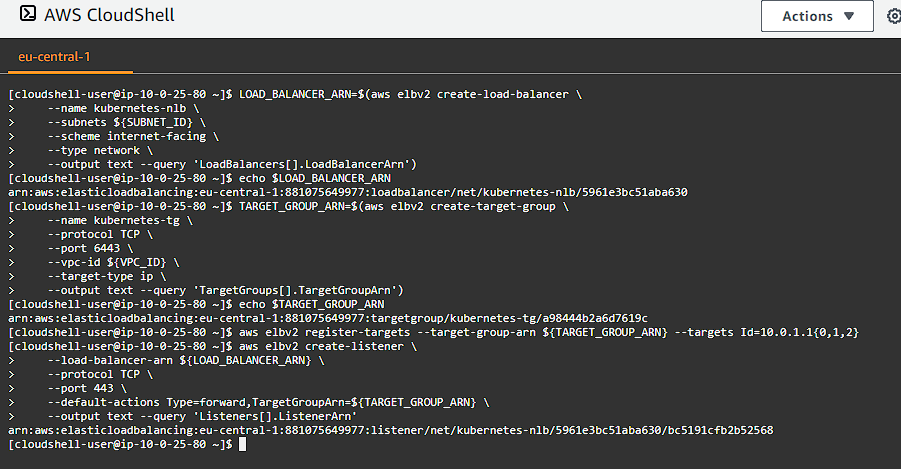 AWS CloudShell
Actions ▼
eu-central-1
[cloudshell-user@ip-10-0-25-80 ~]$ LOAD_BALANCER_ARN=$(aws elbv2 create-load-balancer \
>     --name kubernetes-nlb \
>     --subnets ${SUBNET_ID} \
>     --scheme internet-facing \
>     --type network \
>     --output text --query 'LoadBalancers[].LoadBalancerArn')
[cloudshell-user@ip-10-0-25-80 ~]$ echo $LOAD_BALANCER_ARN
arn:aws:elasticloadbalancing:eu-central-1:881075649977:loadbalancer/net/kubernetes-nlb/5961e3bc51aba630
[cloudshell-user@ip-10-0-25-80 ~]$ TARGET_GROUP_ARN=$(aws elbv2 create-target-group \
>     --name kubernetes-tg \
>     --protocol TCP \
>     --port 6443 \
>     --vpc-id ${VPC_ID} \
>     --target-type ip \
>     --output text --query 'TargetGroups[].TargetGroupArn')
[cloudshell-user@ip-10-0-25-80 ~]$ echo $TARGET_GROUP_ARN
arn:aws:elasticloadbalancing:eu-central-1:881075649977:targetgroup/kubernetes-tg/a98444b2a6d7619c
[cloudshell-user@ip-10-0-25-80 ~]$ aws elbv2 register-targets --target-group-arn ${TARGET_GROUP_ARN} --targets Id=10.0.1.1{0,1,2}
[cloudshell-user@ip-10-0-25-80 ~]$ aws elbv2 create-listener \
>     --load-balancer-arn ${LOAD_BALANCER_ARN} \
>     --protocol TCP \
>     --port 443 \
>     --default-actions Type=forward,TargetGroupArn=${TARGET_GROUP_ARN} \
>     --output text --query 'Listeners[].ListenerArn'
arn:aws:elasticloadbalancing:eu-central-1:881075649977:listener/net/kubernetes-nlb/5961e3bc51aba630/bc5191cfb2b52568
[cloudshell-user@ip-10-0-25-80 ~]$